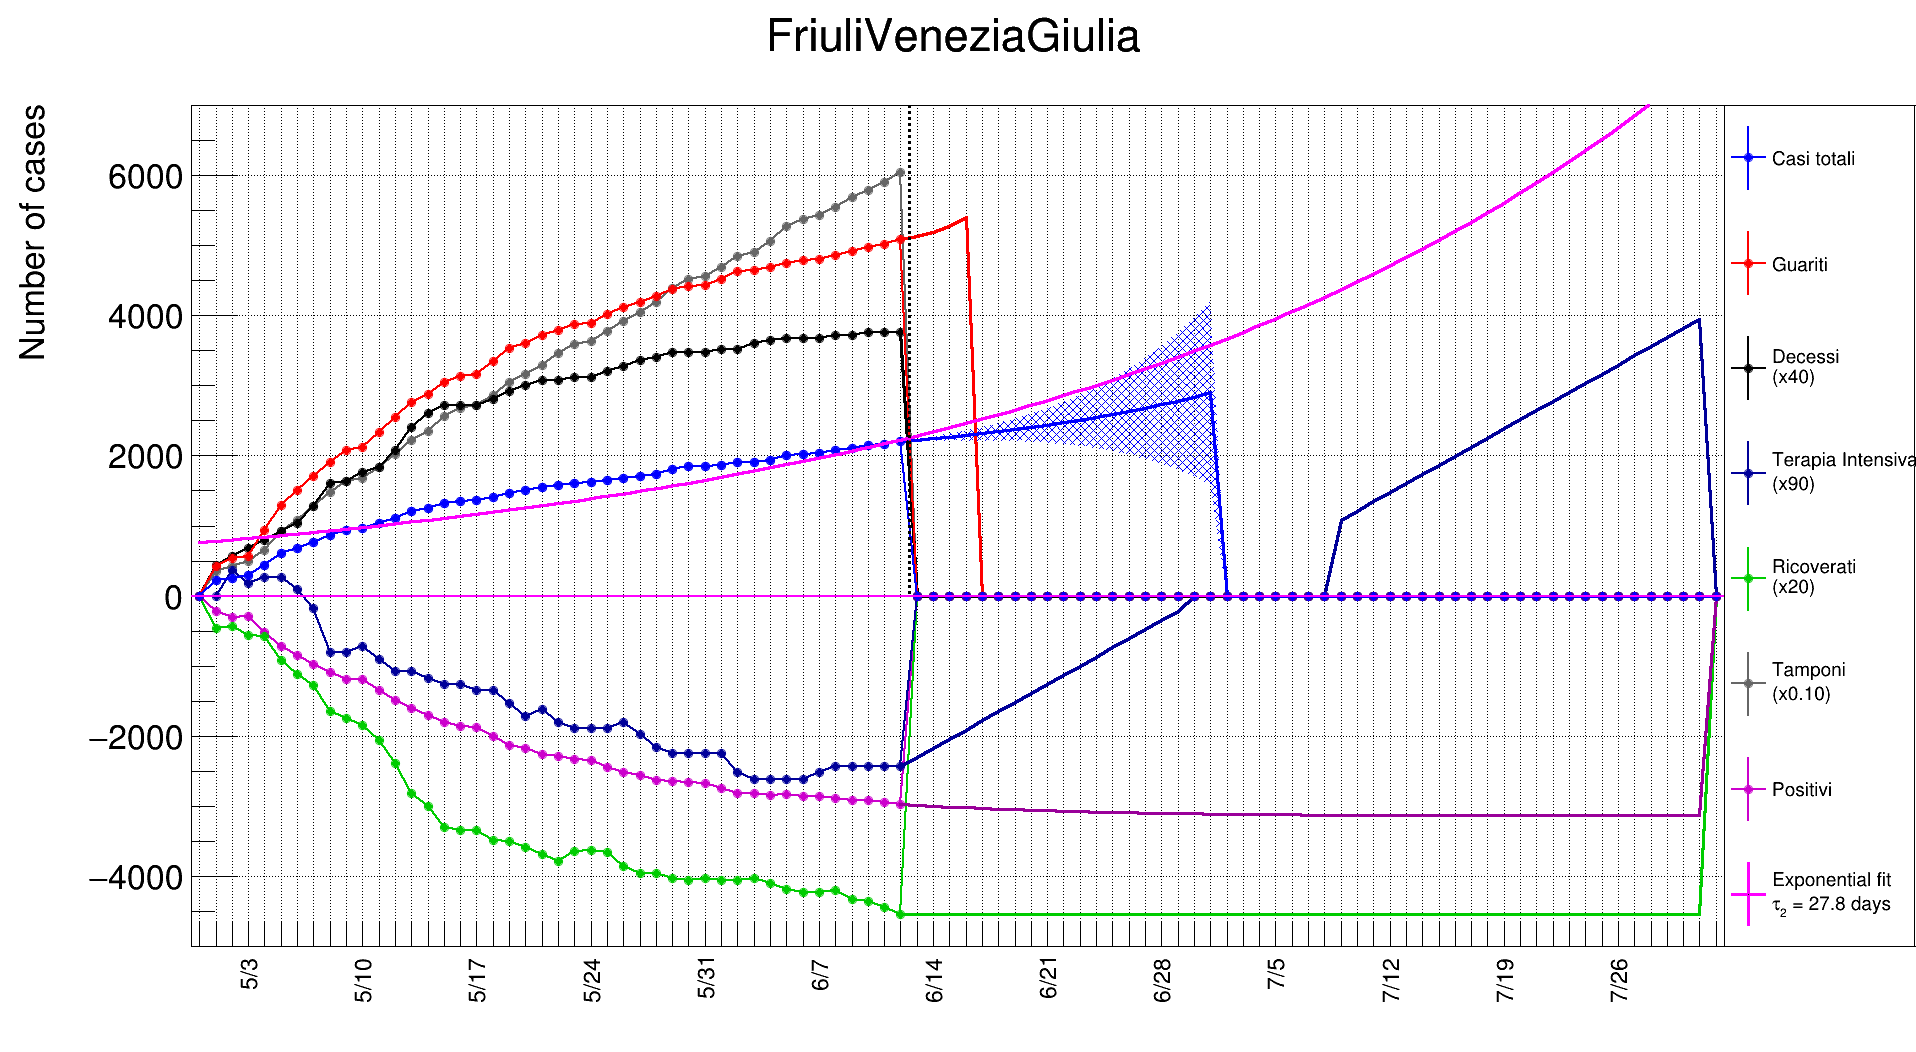 FriuliVeneziaGiulia
Number of cases
6000
4000
2000
0
−2000
−4000
5/3
5/10
5/17
5/24
5/31
6/7
6/14
6/21
6/28
7/5
7/12
7/19
7/26
Casi totali
Guariti
Decessi
(x40)
Terapia Intensiva
(x90)
Ricoverati
(x20)
Tamponi
(x0.10)
Positivi
Exponential fit
τ2 = 27.8 days